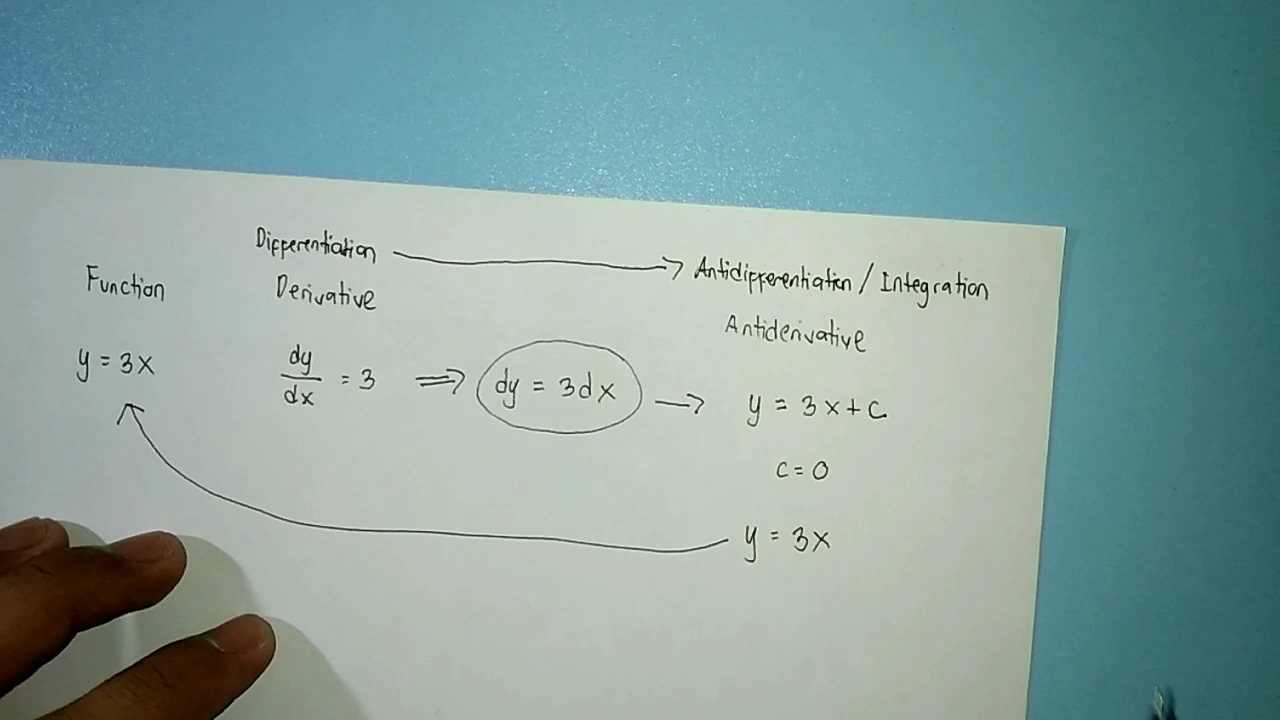 Differentiation → Antidifferentiation / Integration
Function Derivative Antiderivative
y = 3x dy/dx = 3 ⇒ dy = 3dx → y = 3x + c
c = 0
y = 3x